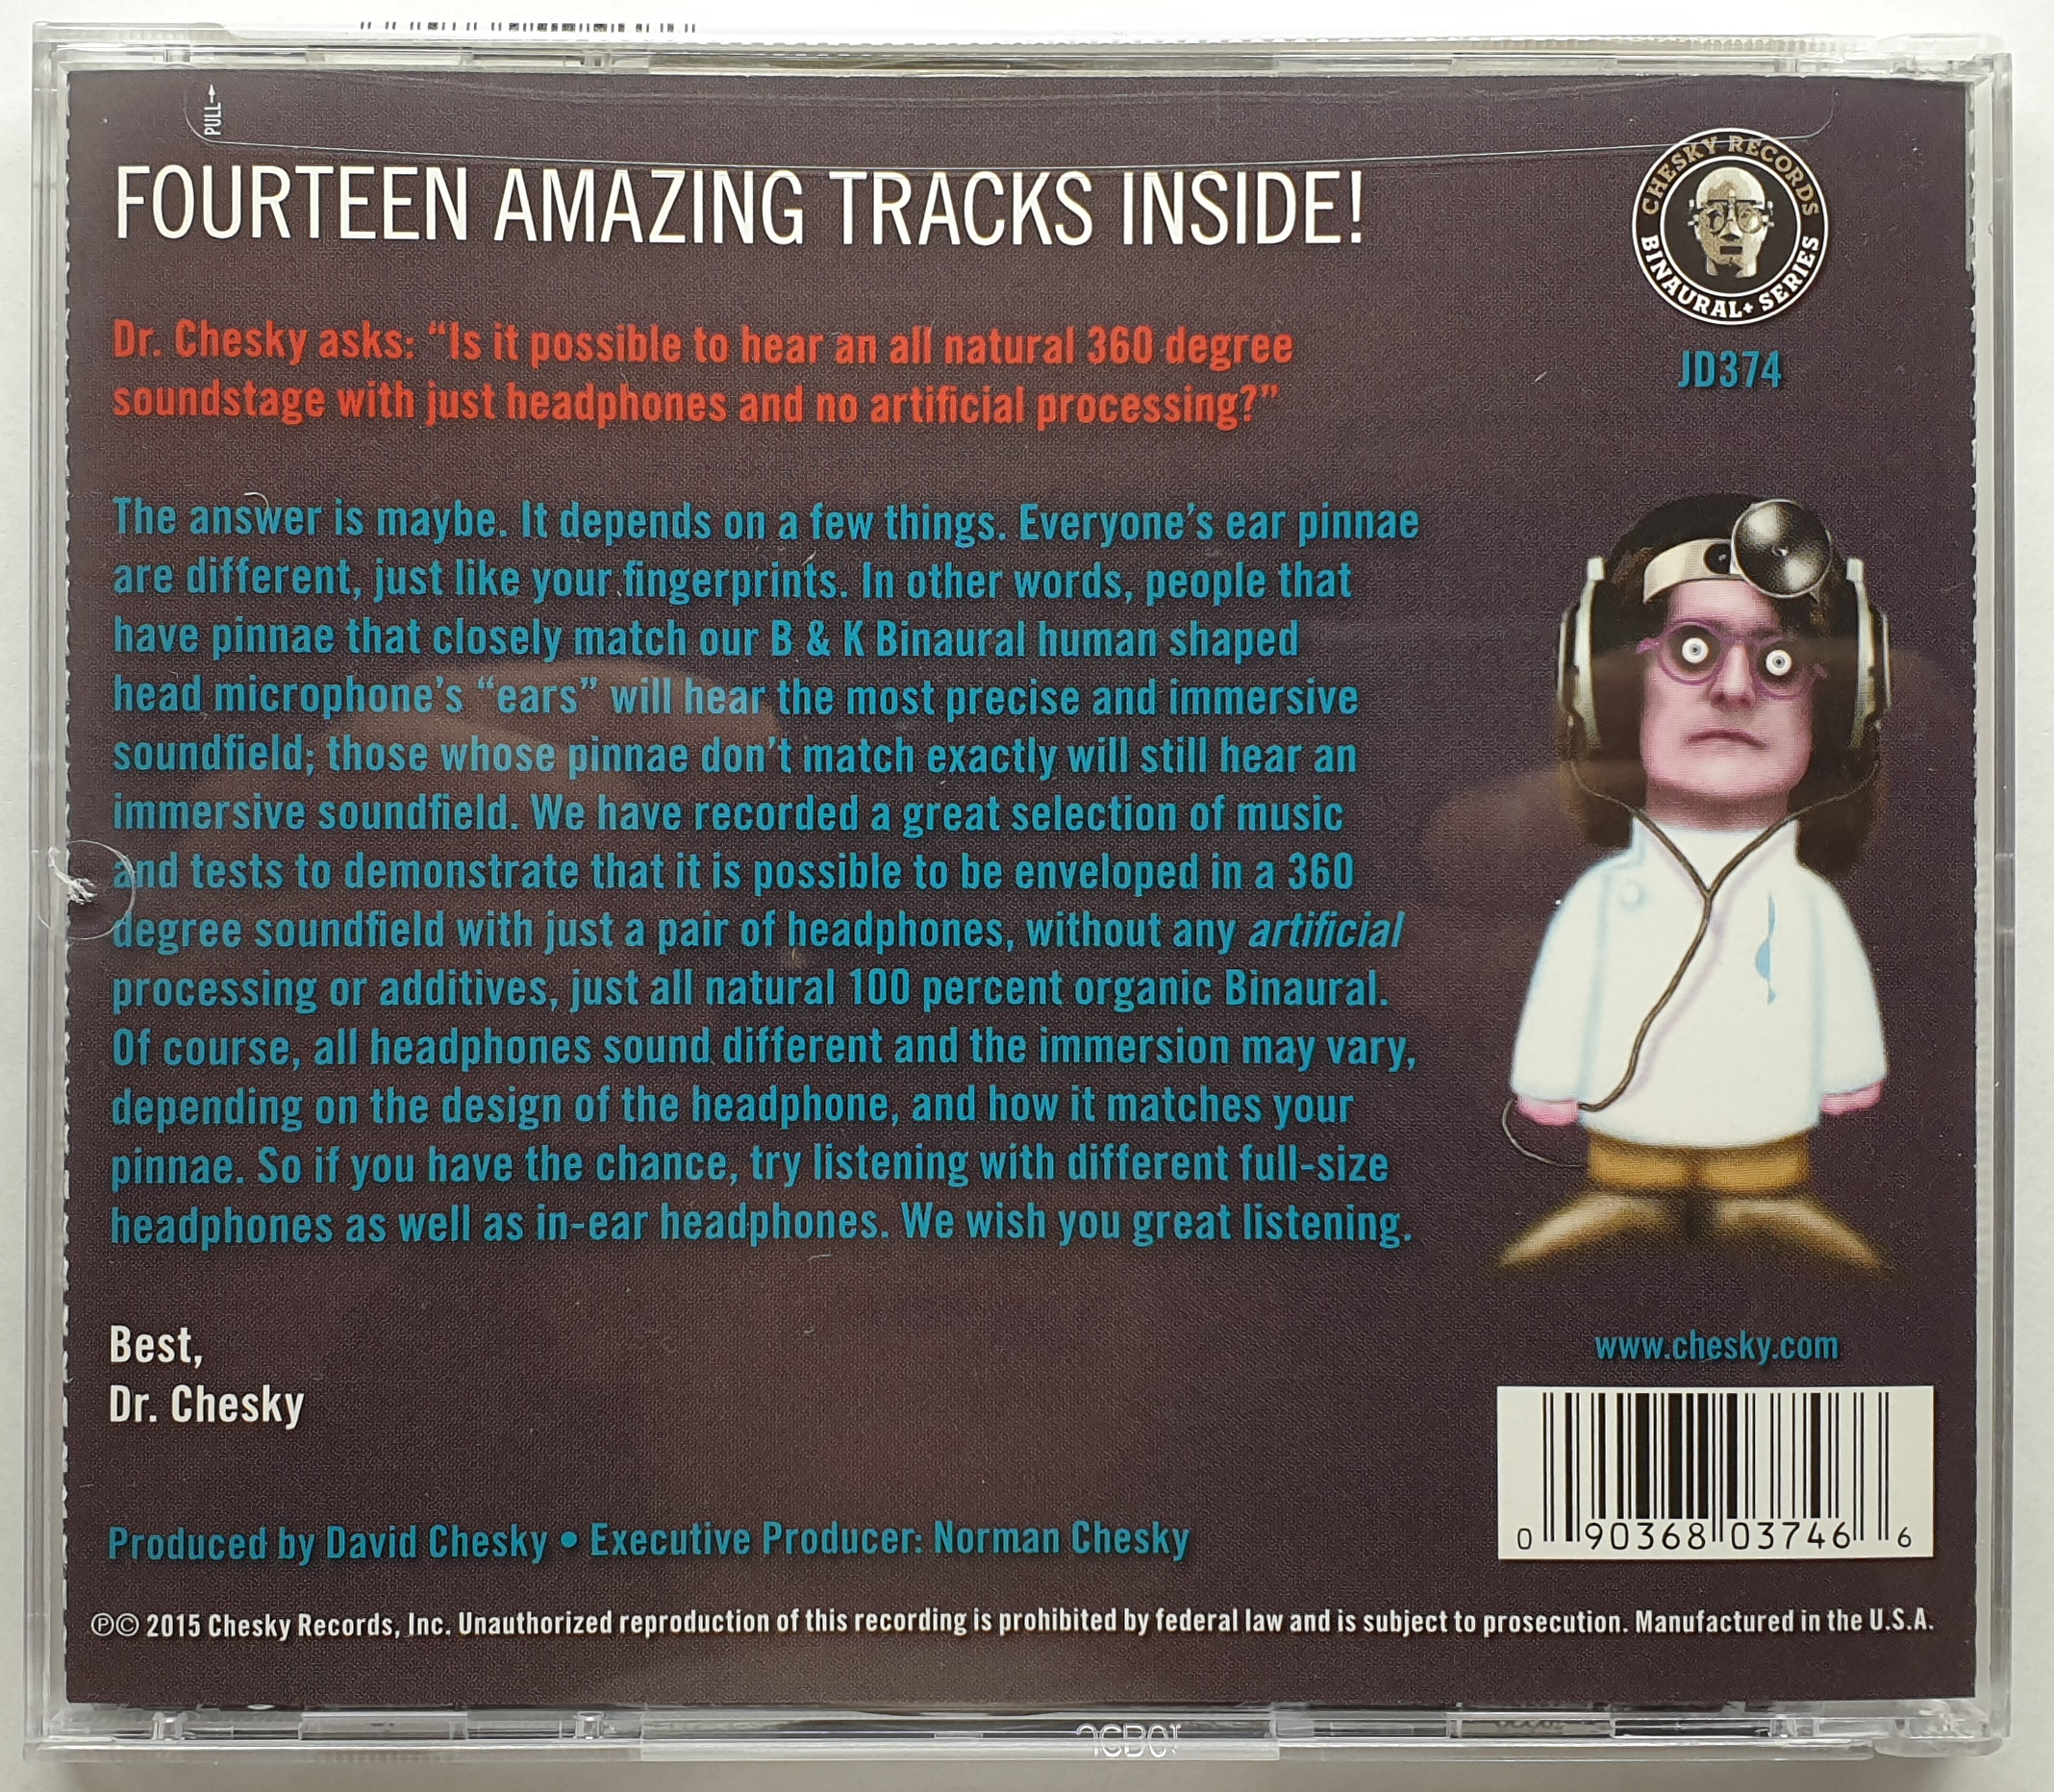 PULL→
FOURTEEN AMAZING TRACKS INSIDE!
CHESKY RECORDS
BINAURAL+ SERIES
JD374
Dr. Chesky asks: “Is it possible to hear an all natural 360 degree
soundstage with just headphones and no artificial processing?”
The answer is maybe. It depends on a few things. Everyone’s ear pinnae
are different, just like your fingerprints. In other words, people that
have pinnae that closely match our B & K Binaural human shaped
head microphone’s “ears” will hear the most precise and immersive
soundfield; those whose pinnae don’t match exactly will still hear an
immersive soundfield. We have recorded a great selection of music
and tests to demonstrate that it is possible to be enveloped in a 360
degree soundfield with just a pair of headphones, without any artificial
processing or additives, just all natural 100 percent organic Binaural.
Of course, all headphones sound different and the immersion may vary,
depending on the design of the headphone, and how it matches your
pinnae. So if you have the chance, try listening with different full-size
headphones as well as in-ear headphones. We wish you great listening.
Best,
Dr. Chesky
www.chesky.com
0 90368 03746 6
Produced by David Chesky • Executive Producer: Norman Chesky
℗© 2015 Chesky Records, Inc. Unauthorized reproduction of this recording is prohibited by federal law and is subject to prosecution. Manufactured in the U.S.A.